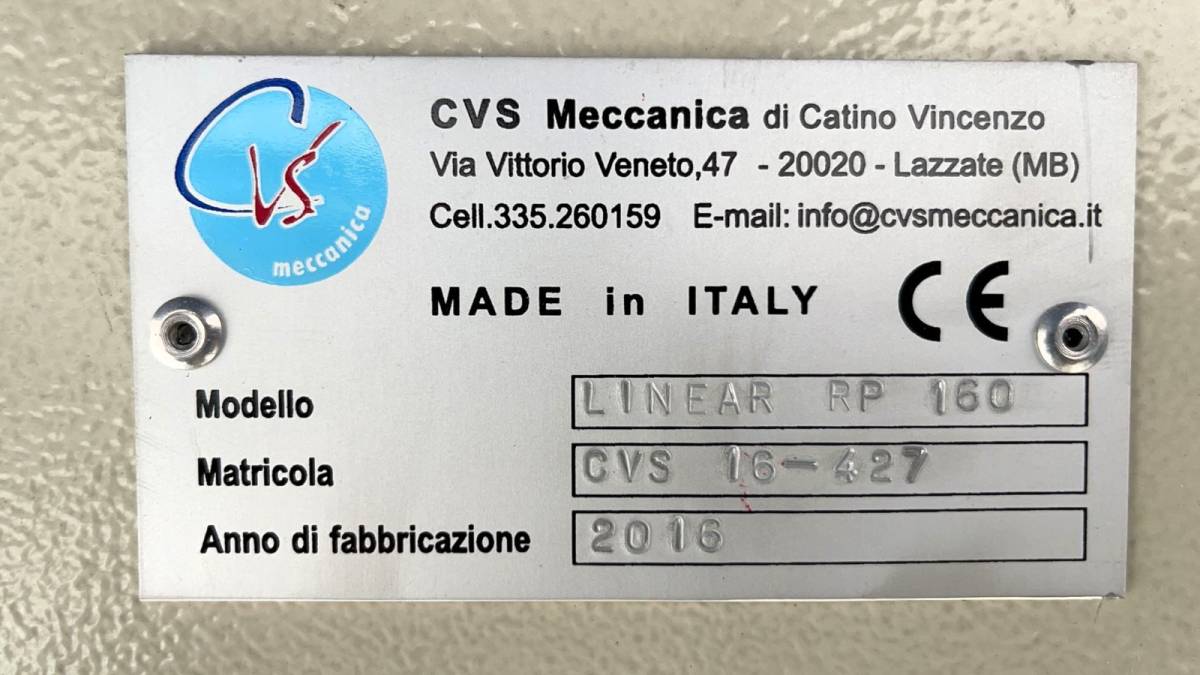 CVS
meccanica
CVS Meccanica di Catino Vincenzo
Via Vittorio Veneto,47 - 20020 - Lazzate (MB)
Cell.335.260159 E-mail: info@cvsmeccanica.it
MADE in ITALY CE
Modello LINEAR RP 160
Matricola CVS 16-427
Anno di fabbricazione 2016